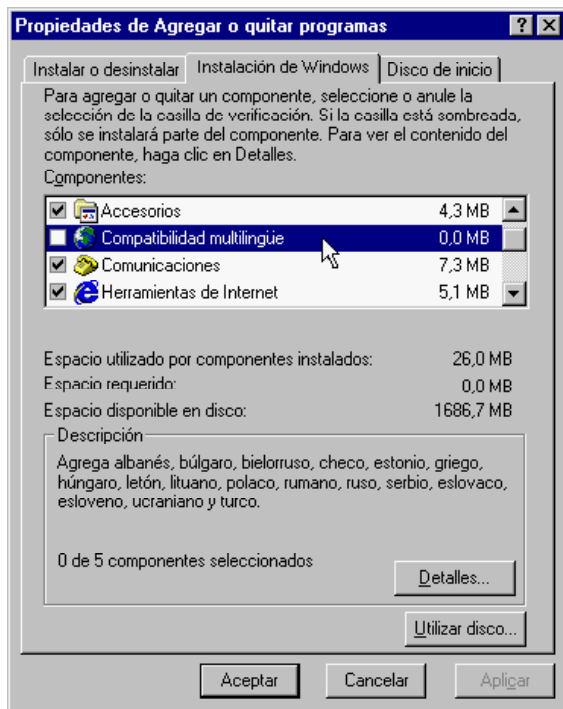 Propiedades de Agregar o quitar programas
Instalar o desinstalar Instalación de Windows Disco de inicio
Para agregar o quitar un componente, seleccione o anule la
selección de la casilla de verificación. Si la casilla está sombreada,
sólo se instalará parte del componente. Para ver el contenido del
componente, haga clic en Detalles.
Componentes:
Accesorios 4,3 MB
Compatibilidad multilingüe 0,0 MB
Comunicaciones 7,3 MB
Herramientas de Internet 5,1 MB
Espacio utilizado por componentes instalados: 26,0 MB
Espacio requerido: 0,0 MB
Espacio disponible en disco: 1686,7 MB
Descripción
Agrega albanés, búlgaro, bielorruso, checo, estonio, griego,
húngaro, letón, lituano, polaco, rumano, ruso, serbio, eslovaco,
esloveno, ucraniano y turco.
0 de 5 componentes seleccionados
Detalles...
Utilizar disco...
Aceptar Cancelar Aplicar